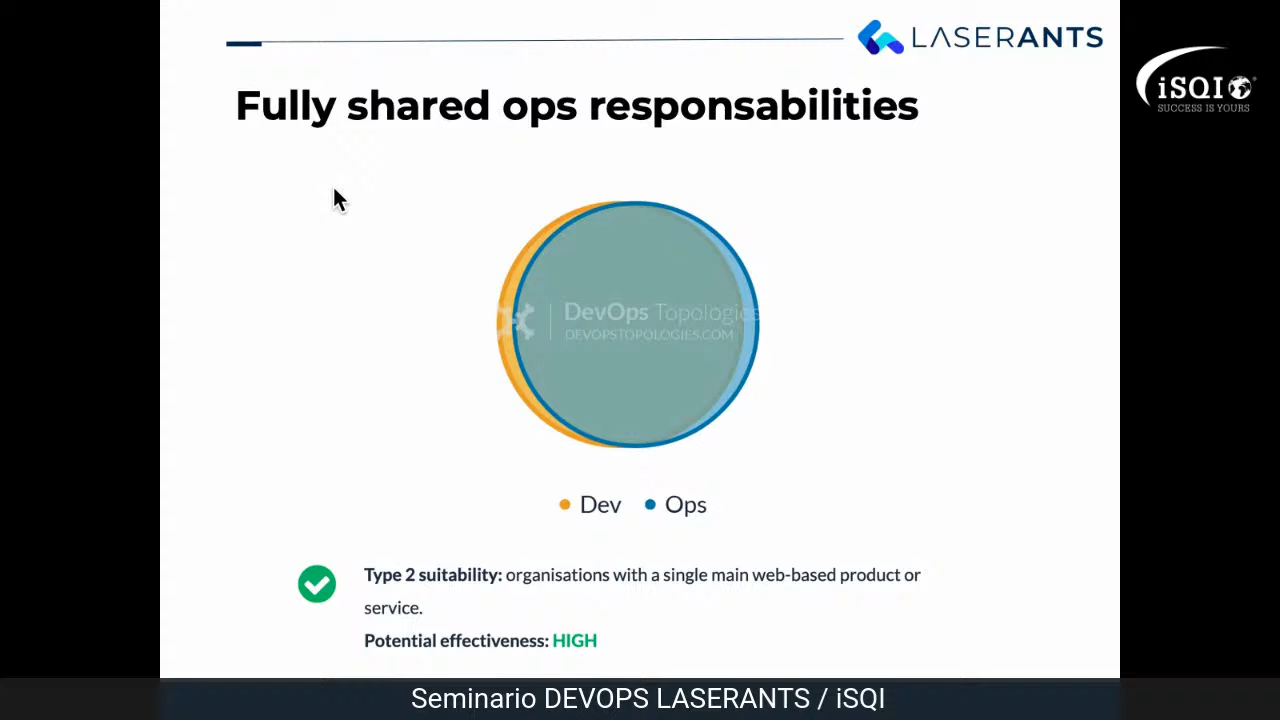 LASERANTS
iSQI
SUCCESS IS YOURS
Fully shared ops responsabilities
DevOps Topologies
DEVOPSTOPOLOGIES.COM
Dev Ops
Type 2 suitability: organisations with a single main web-based product or
service.
Potential effectiveness: HIGH
Seminario DEVOPS LASERANTS / iSQI